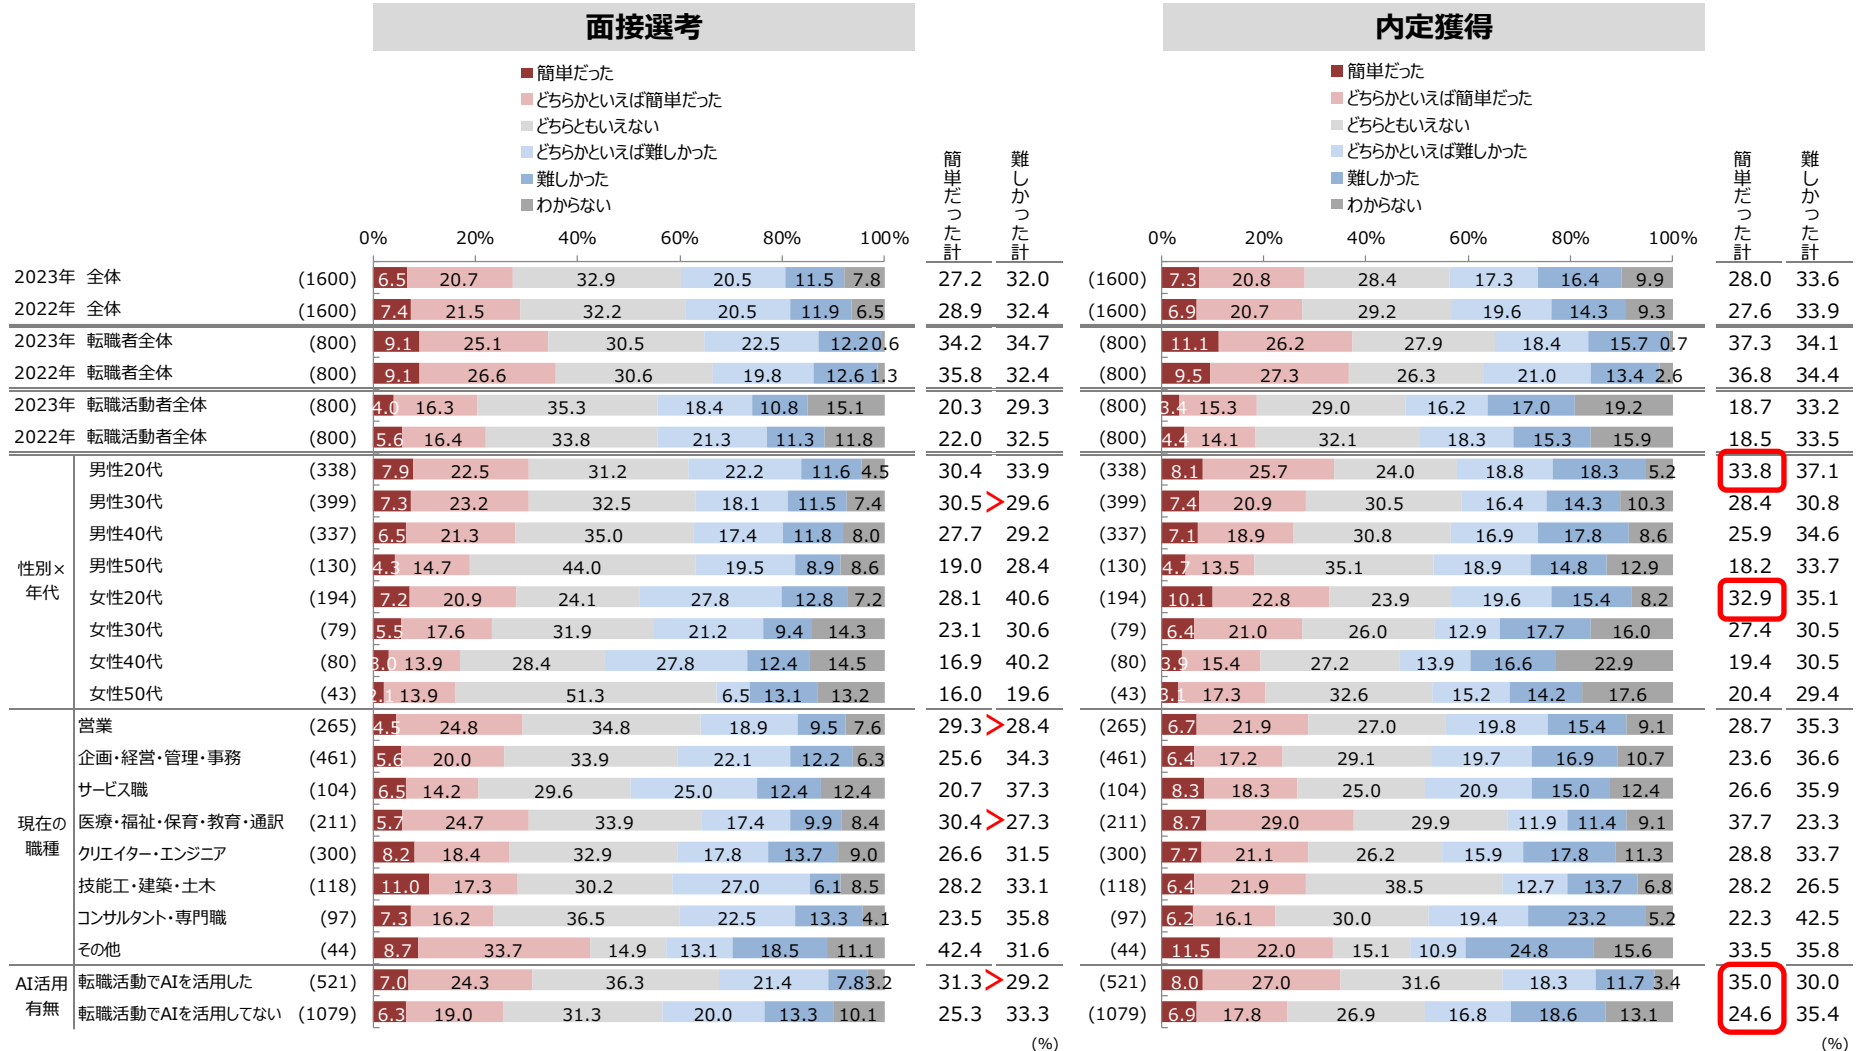 面接選考 内定獲得
簡単だった 簡単だった
どちらかといえば簡単だった どちらかといえば簡単だった
どちらともいえない どちらともいえない
どちらかといえば難しかった どちらかといえば難しかった
難しかった 難しかった
わからない わからない
簡単だった計 難しかった計 簡単だった計 難しかった計
0% 20% 40% 60% 80% 100% 0% 20% 40% 60% 80% 100%
2023年 全体 (1600) 6.5 20.7 32.9 20.5 11.5 7.8 27.2 32.0 (1600) 7.3 20.8 28.4 17.3 16.4 9.9 28.0 33.6
2022年 全体 (1600) 7.4 21.5 32.2 20.5 11.9 6.5 28.9 32.4 (1600) 6.9 20.7 29.2 19.6 14.3 9.3 27.6 33.9
2023年 転職者全体 (800) 9.1 25.1 30.5 22.5 12.2 0.6 34.2 34.7 (800) 11.1 26.2 27.9 18.4 15.7 0.7 37.3 34.1
2022年 転職者全体 (800) 9.1 26.6 30.6 19.8 12.6 1.3 35.8 32.4 (800) 9.5 27.3 26.3 21.0 13.4 2.6 36.8 34.4
2023年 転職活動者全体 (800) 4.0 16.3 35.3 18.4 10.8 15.1 20.3 29.3 (800) 3.4 15.3 29.0 16.2 17.0 19.2 18.7 33.2
2022年 転職活動者全体 (800) 5.6 16.4 33.8 21.3 11.3 11.8 22.0 32.5 (800) 4.4 14.1 32.1 18.3 15.3 15.9 18.5 33.5
性別×年代
男性20代 (338) 7.9 22.5 31.2 22.2 11.6 4.5 30.4 33.9 (338) 8.1 25.7 24.0 18.8 18.3 5.2 33.8 37.1
男性30代 (399) 7.3 23.2 32.5 18.1 11.5 7.4 30.5 > 29.6 (399) 7.4 20.9 30.5 16.4 14.3 10.3 28.4 30.8
男性40代 (337) 6.5 21.3 35.0 17.4 11.8 8.0 27.7 29.2 (337) 7.1 18.9 30.8 16.9 17.8 8.6 25.9 34.6
男性50代 (130) 4.3 14.7 44.0 19.5 8.9 8.6 19.0 28.4 (130) 4.7 13.5 35.1 18.9 14.8 12.9 18.2 33.7
女性20代 (194) 7.2 20.9 24.1 27.8 12.8 7.2 28.1 40.6 (194) 10.1 22.8 23.9 19.6 15.4 8.2 32.9 35.1
女性30代 (79) 5.5 17.6 31.9 21.2 9.4 14.3 23.1 30.6 (79) 6.4 21.0 26.0 12.9 17.7 16.0 27.4 30.5
女性40代 (80) 3.0 13.9 28.4 27.8 12.4 14.5 16.9 40.2 (80) 3.9 15.4 27.2 13.9 16.6 22.9 19.4 30.5
女性50代 (43) 2.1 13.9 51.3 6.5 13.1 13.2 16.0 19.6 (43) 3.1 17.3 32.6 15.2 14.2 17.6 20.4 29.4
現在の職種
営業 (265) 4.5 24.8 34.8 18.9 9.5 7.6 29.3 > 28.4 (265) 6.7 21.9 27.0 19.8 15.4 9.1 28.7 35.3
企画・経営・管理・事務 (461) 5.6 20.0 33.9 22.1 12.2 6.3 25.6 34.3 (461) 6.4 17.2 29.1 19.7 16.9 10.7 23.6 36.6
サービス職 (104) 6.5 14.2 29.6 25.0 12.4 12.4 20.7 37.3 (104) 8.3 18.3 25.0 20.9 15.0 12.4 26.6 35.9
医療・福祉・保育・教育・通訳 (211) 5.7 24.7 33.9 17.4 9.9 8.4 30.4 > 27.3 (211) 8.7 29.0 29.9 11.9 11.4 9.1 37.7 23.3
クリエイター・エンジニア (300) 8.2 18.4 32.9 17.8 13.7 9.0 26.6 31.5 (300) 7.7 21.1 26.2 15.9 17.8 11.3 28.8 33.7
技能工・建築・土木 (118) 11.0 17.3 30.2 27.0 6.1 8.5 28.2 33.1 (118) 6.4 21.9 38.5 12.7 13.7 6.8 28.2 26.5
コンサルタント・専門職 (97) 7.3 16.2 36.5 22.5 13.3 4.1 23.5 35.8 (97) 6.2 16.1 30.0 19.4 23.2 5.2 22.3 42.5
その他 (44) 8.7 33.7 14.9 13.1 18.5 11.1 42.4 31.6 (44) 11.5 22.0 15.1 10.9 24.8 15.6 33.5 35.8
AI活用有無
転職活動でAIを活用した (521) 7.0 24.3 36.3 21.4 7.8 3.2 31.3 > 29.2 (521) 8.0 27.0 31.6 18.3 11.7 3.4 35.0 30.0
転職活動でAIを活用してない (1079) 6.3 19.0 31.3 20.0 13.3 10.1 25.3 33.3 (1079) 6.9 17.8 26.9 16.8 18.6 13.1 24.6 35.4
(%) (%)